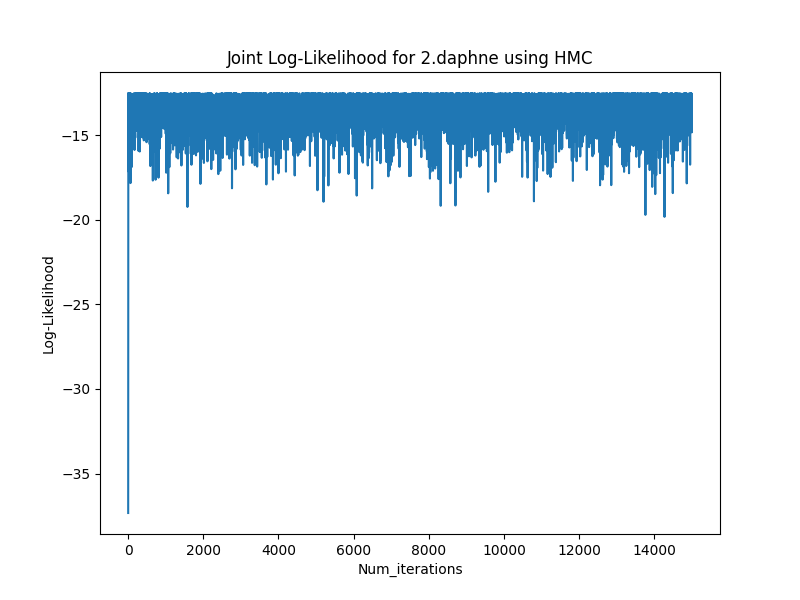 Joint Log-Likelihood for 2.daphne using HMC
−15
−20
−25
−30
−35
Log-Likelihood
0 2000 4000 6000 8000 10000 12000 14000
Num_iterations